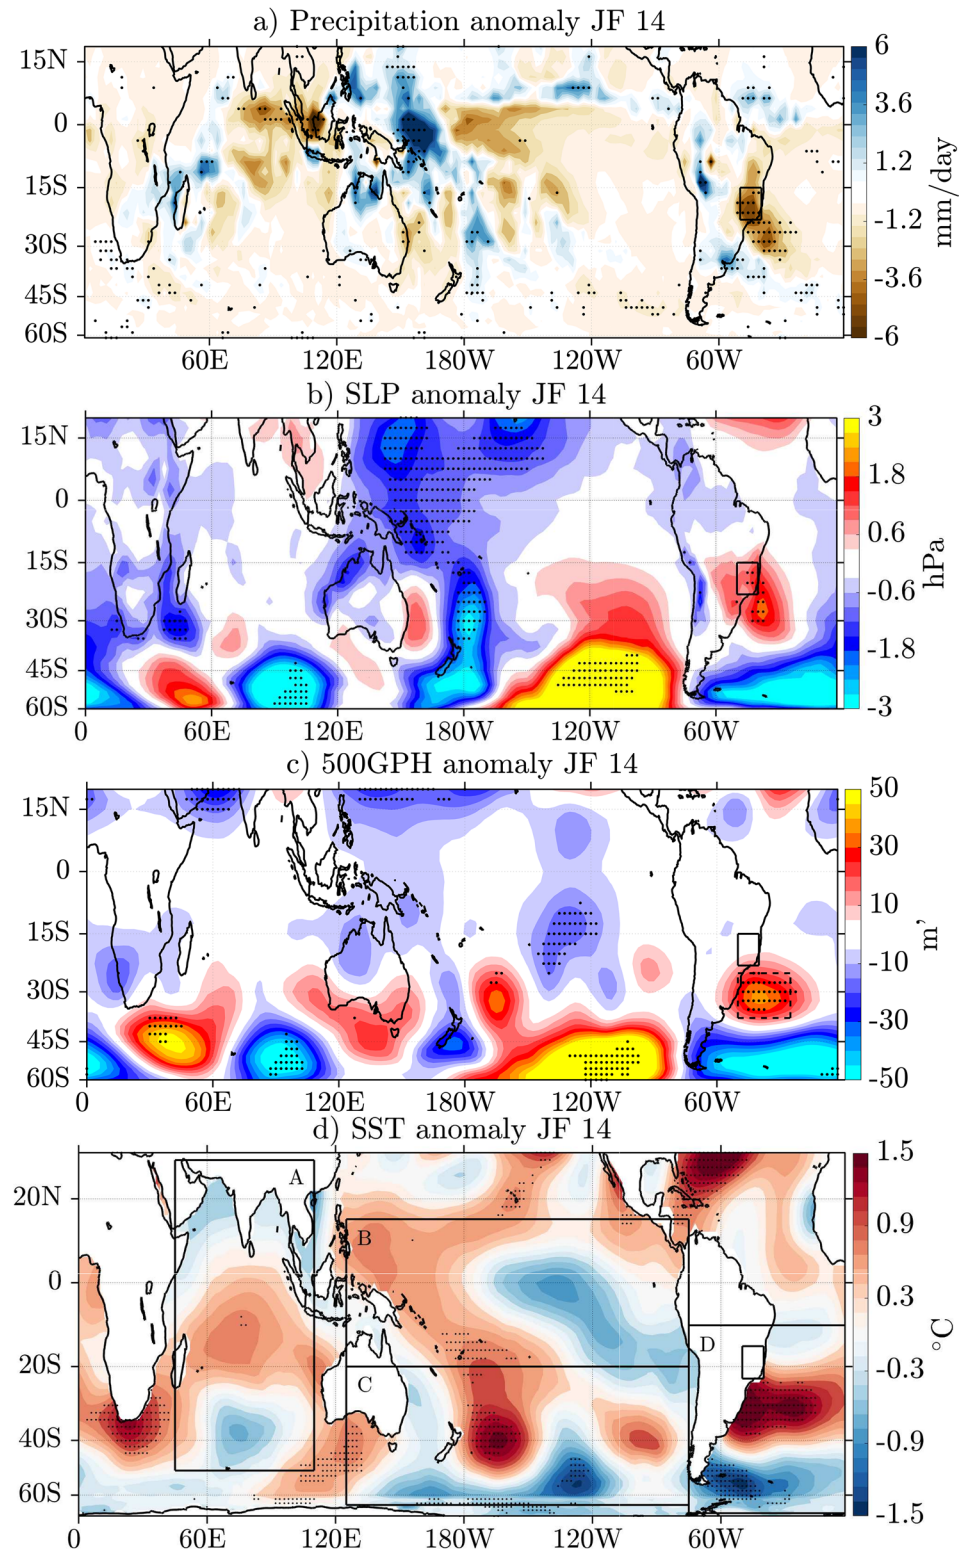 a) Precipitation anomaly JF 14
15N
0
15S
30S
45S
60S
60E 120E 180W 120W 60W
6
3.6
1.2
-1.2
-3.6
-6
mm/day
b) SLP anomaly JF 14
15N
0
15S
30S
45S
60S
0 60E 120E 180W 120W 60W
3
1.8
0.6
-0.6
-1.8
-3
hPa
c) 500GPH anomaly JF 14
15N
0
15S
30S
45S
60S
0 60E 120E 180W 120W 60W
50
30
10
-10
-30
-50
m'
d) SST anomaly JF 14
A
B
C
D
20N
0
20S
40S
60S
0 60E 120E 180W 120W 60W
1.5
0.9
0.3
-0.3
-0.9
-1.5
°C